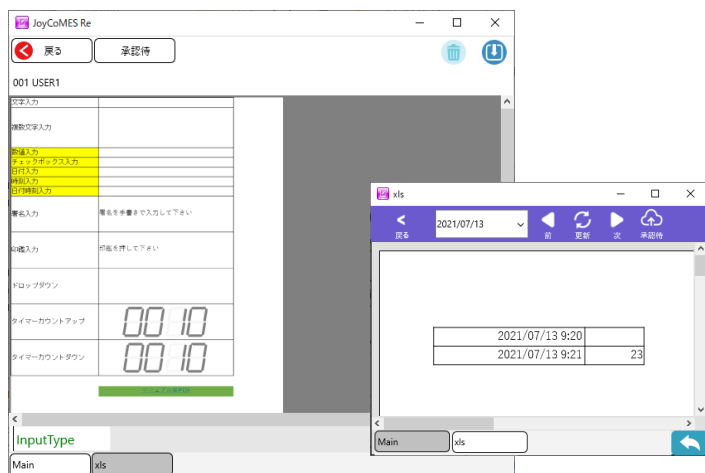 JoyCoMES Re
戻る
承認待
001 USER1
文字入力
複数文字入力
数値入力
チェックボックス入力
日付入力
時刻入力
日付時刻入力
署名入力
署名を手書きで入力して下さい
印鑑入力
印鑑を押して下さい
ドロップダウン
タイマーカウントアップ
00 10
タイマーカウントダウン
00 10
InputType
Main
xls
xls
戻る
2021/07/13
前
更新
次
承認待
2021/07/13 9:20
2021/07/13 9:21 23
Main
xls